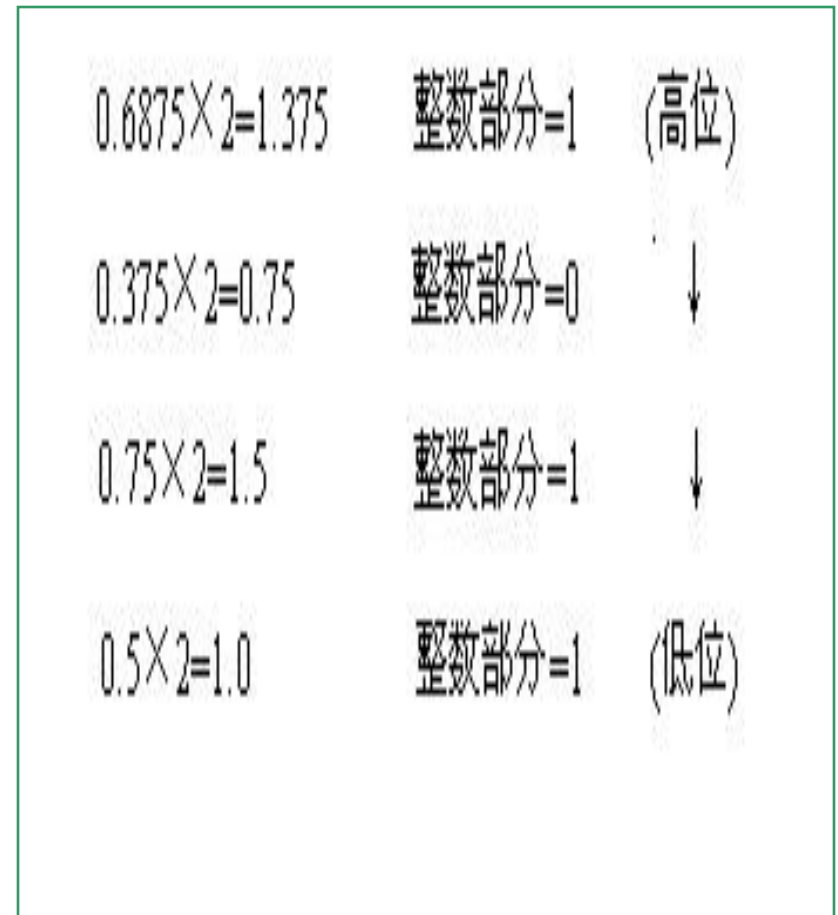 0.6875×2=1.375 整数部分=1 (高位)
0.375×2=0.75 整数部分=0 ↓
0.75×2=1.5 整数部分=1 ↓
0.5×2=1.0 整数部分=1 (低位)